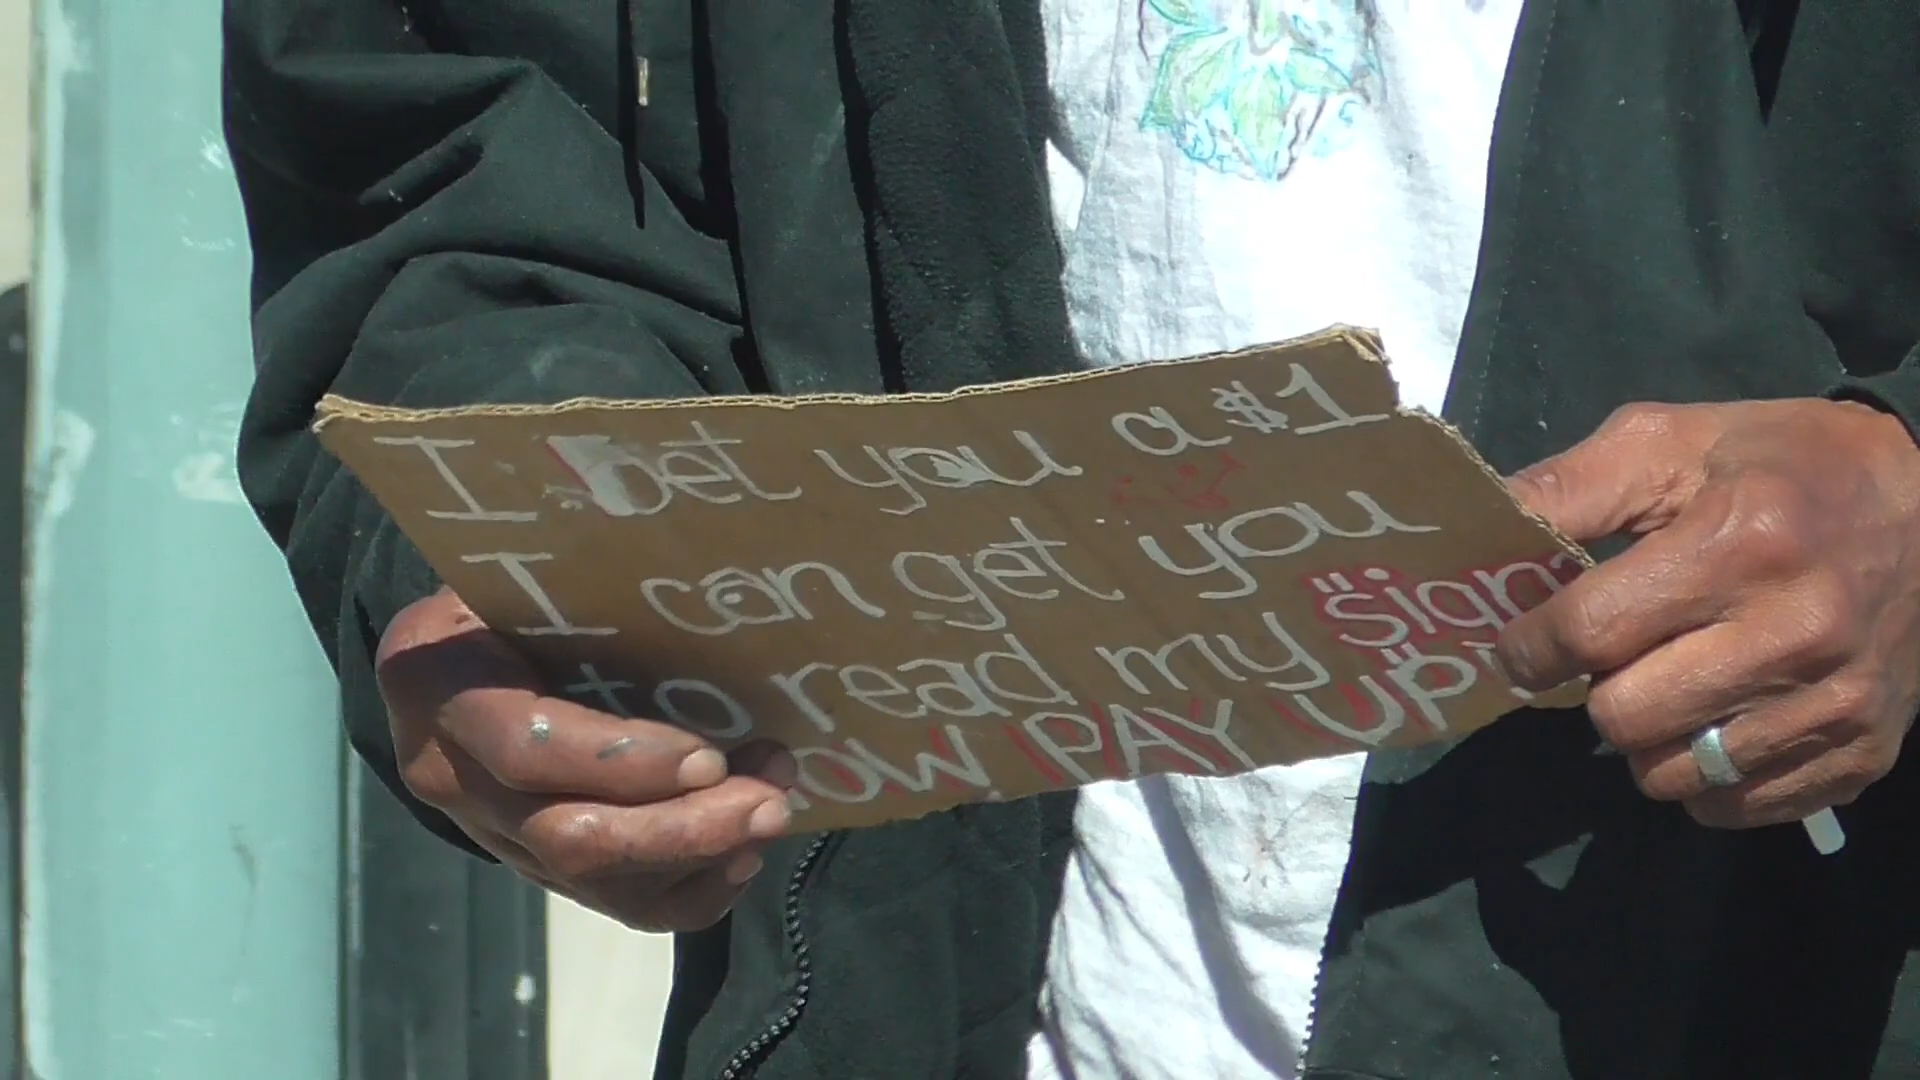 I bet you a $1
I can get you
to read my "sign"
Now PAY UP!